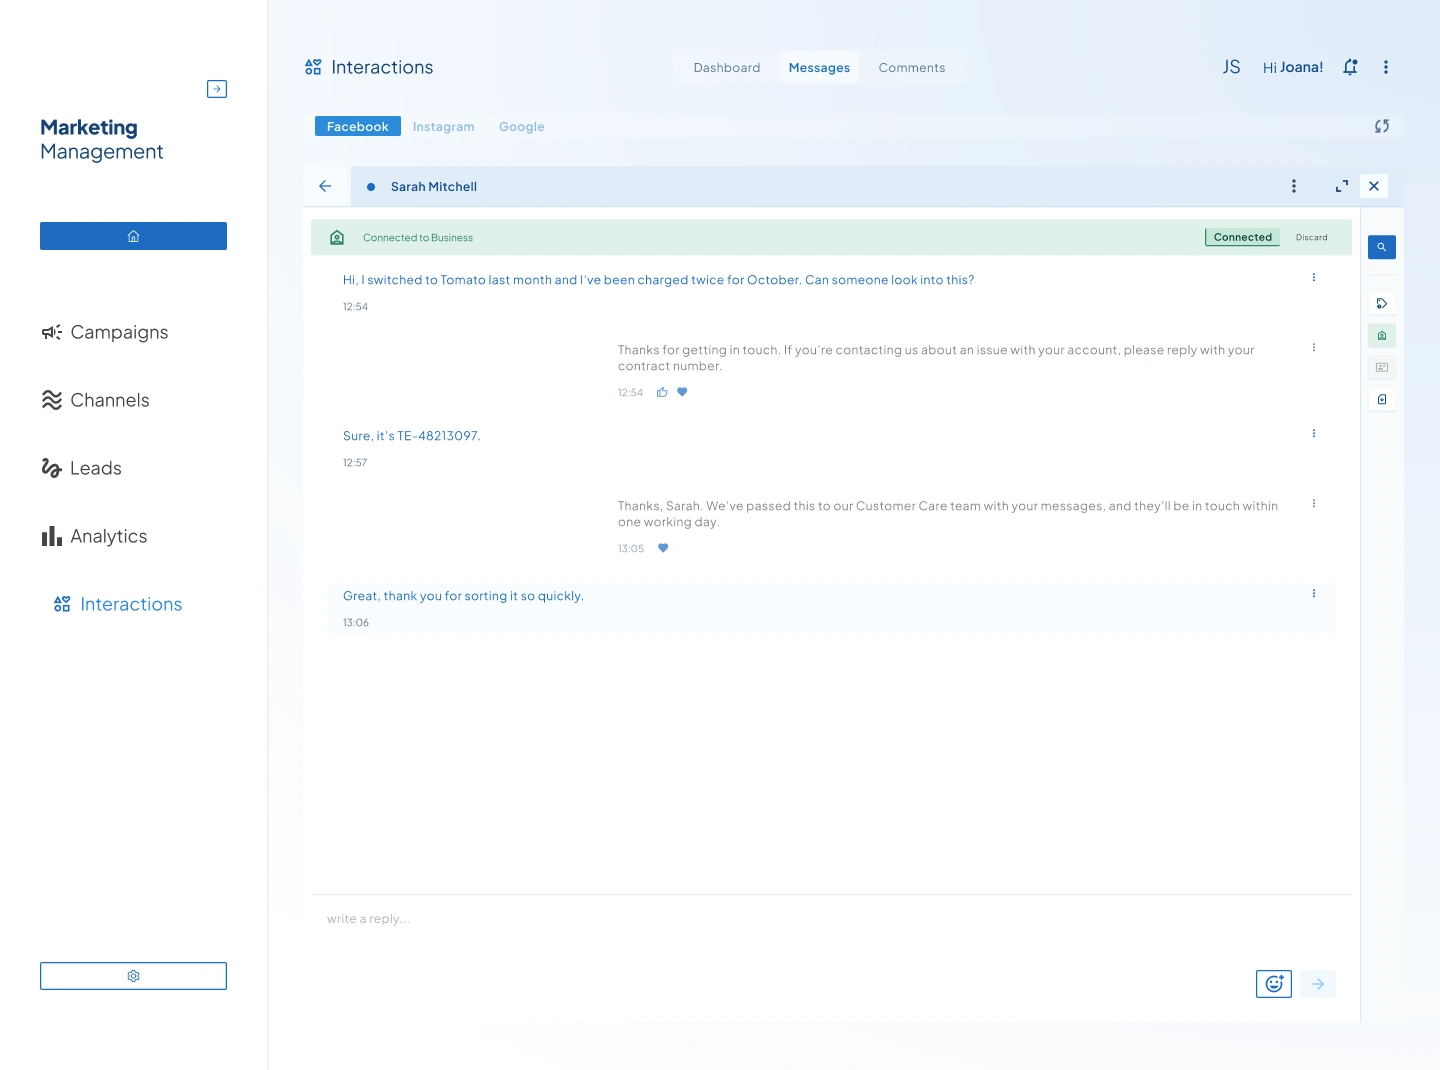 Marketing
Management
Campaigns
Channels
Leads
Analytics
Interactions
Interactions
Dashboard
Messages
Comments
JS
Hi Joana!
Facebook
Instagram
Google
Sarah Mitchell
Connected to Business
Connected
Discard
Hi, I switched to Tomato last month and I've been charged twice for October. Can someone look into this?
12:54
Thanks for getting in touch. If you're contacting us about an issue with your account, please reply with your
contract number.
12:54
Sure, it's TE-48213097.
12:57
Thanks, Sarah. We've passed this to our Customer Care team with your messages, and they'll be in touch within
one working day.
13:05
Great, thank you for sorting it so quickly.
13:06
write a reply...